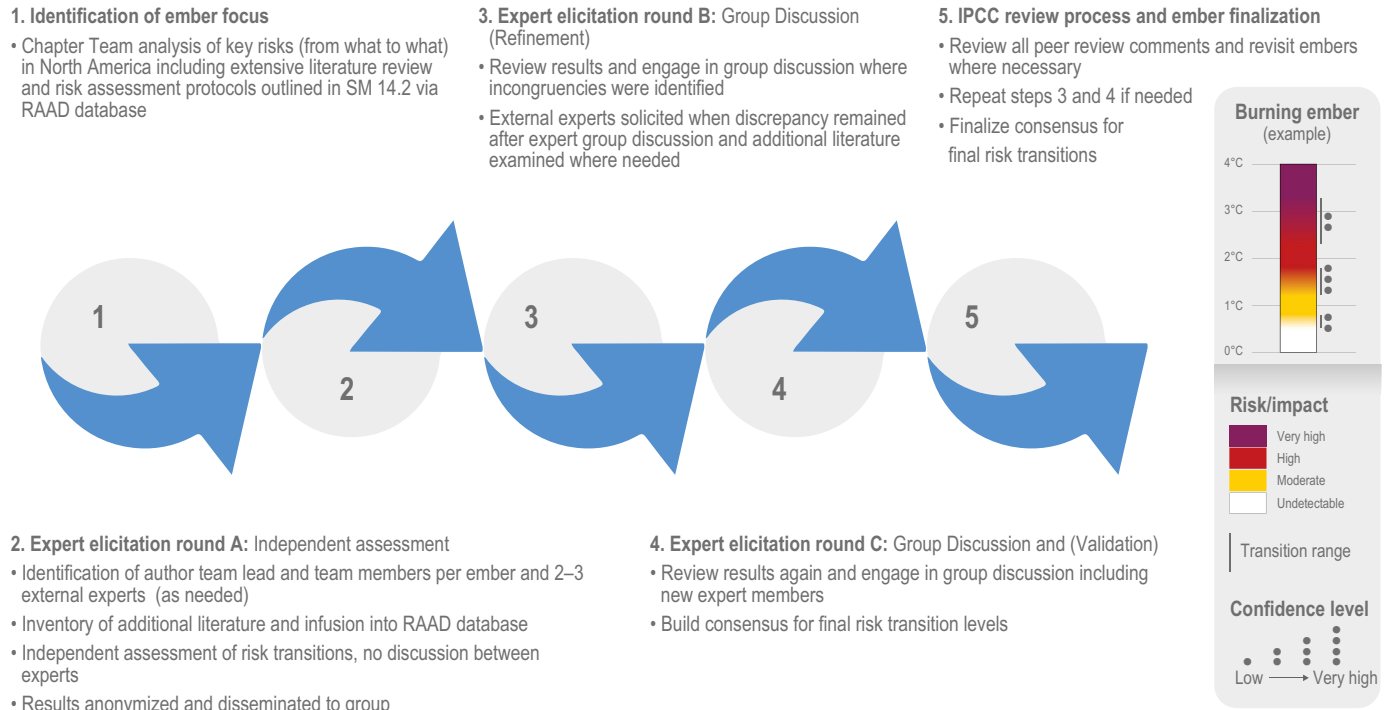 1. Identification of ember focus
• Chapter Team analysis of key risks (from what to what)
in North America including extensive literature review
and risk assessment protocols outlined in SM 14.2 via
RAAD database
3. Expert elicitation round B: Group Discussion
(Refinement)
• Review results and engage in group discussion where
incongruencies were identified
• External experts solicited when discrepancy remained
after expert group discussion and additional literature
examined where needed
5. IPCC review process and ember finalization
• Review all peer review comments and revisit embers
where necessary
• Repeat steps 3 and 4 if needed
• Finalize consensus for
final risk transitions
1
2
3
4
5
2. Expert elicitation round A: Independent assessment
• Identification of author team lead and team members per ember and 2–3
external experts (as needed)
• Inventory of additional literature and infusion into RAAD database
• Independent assessment of risk transitions, no discussion between
experts
• Results anonymized and disseminated to group
4. Expert elicitation round C: Group Discussion and (Validation)
• Review results again and engage in group discussion including
new expert members
• Build consensus for final risk transition levels
Burning ember
(example)
4°C
3°C
2°C
1°C
0°C
Risk/impact
Very high
High
Moderate
Undetectable
Transition range
Confidence level
Low Very high